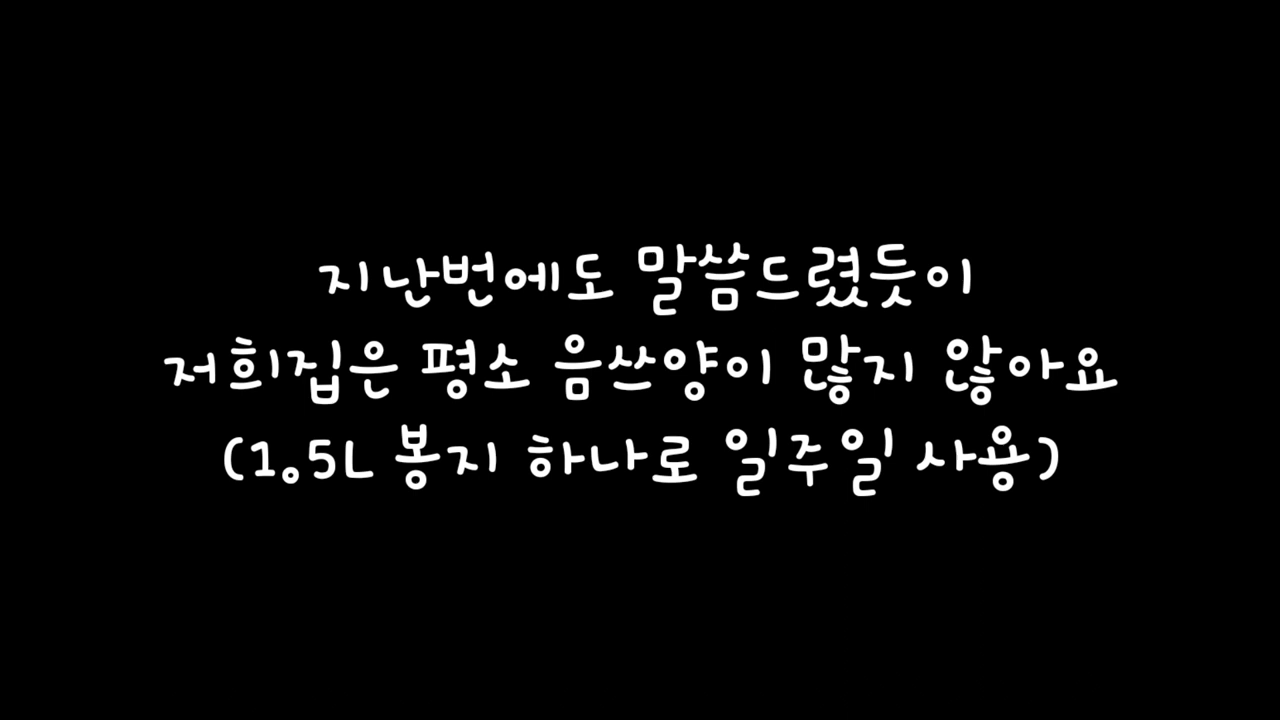 지난번에도 말씀드렸듯이
저희집은 평소 음쓰양이 많지 않아요
(1.5L 봉지 하나로 일주일 사용)